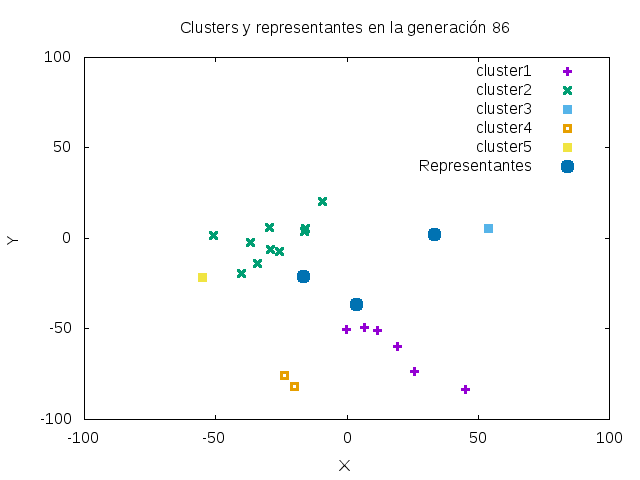 Clusters y representantes en la generación 86
100
50
0
-50
-100
-100
-50
0
50
100
X
Y
cluster1
cluster2
cluster3
cluster4
cluster5
Representantes